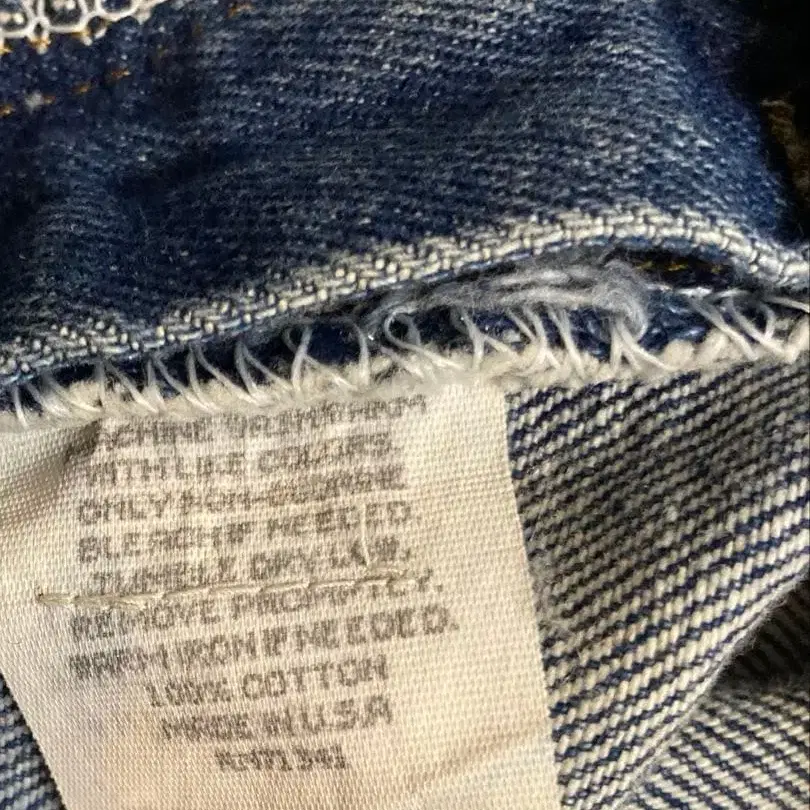 MACHINE WASH WARM
WITH LIKE COLORS.
ONLY NON-CHLORINE
BLEACH IF NEEDED.
TUMBLE DRY LOW,
REMOVE PROMPTLY.
WARM IRON IF NEEDED.
100% COTTON
MADE IN U.S.A